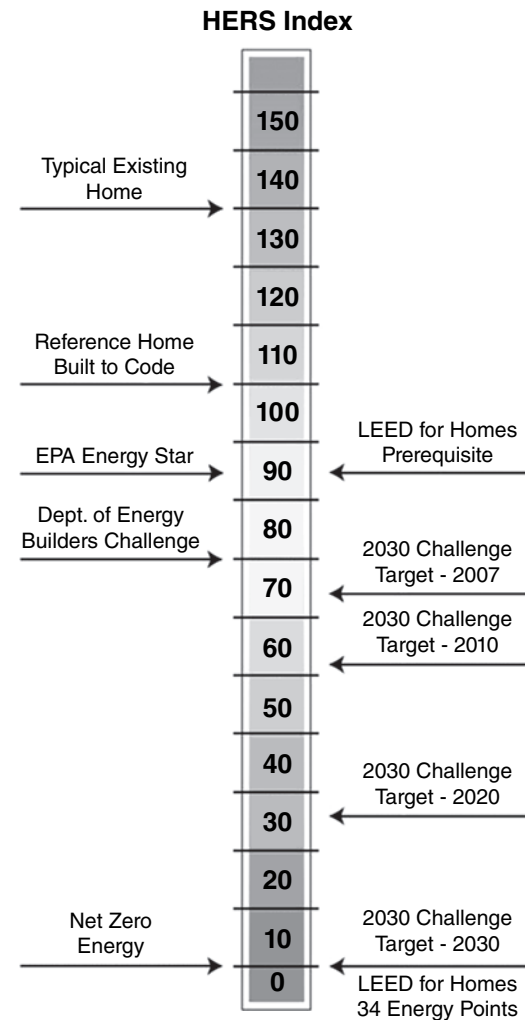 HERS Index
150
Typical Existing
Home
140
130
120
Reference Home
Built to Code
110
100
LEED for Homes
Prerequisite
EPA Energy Star
90
Dept. of Energy
Builders Challenge
80
2030 Challenge
Target - 2007
70
2030 Challenge
Target - 2010
60
50
40
2030 Challenge
Target - 2020
30
20
Net Zero
Energy
10
2030 Challenge
Target - 2030
0
LEED for Homes
34 Energy Points